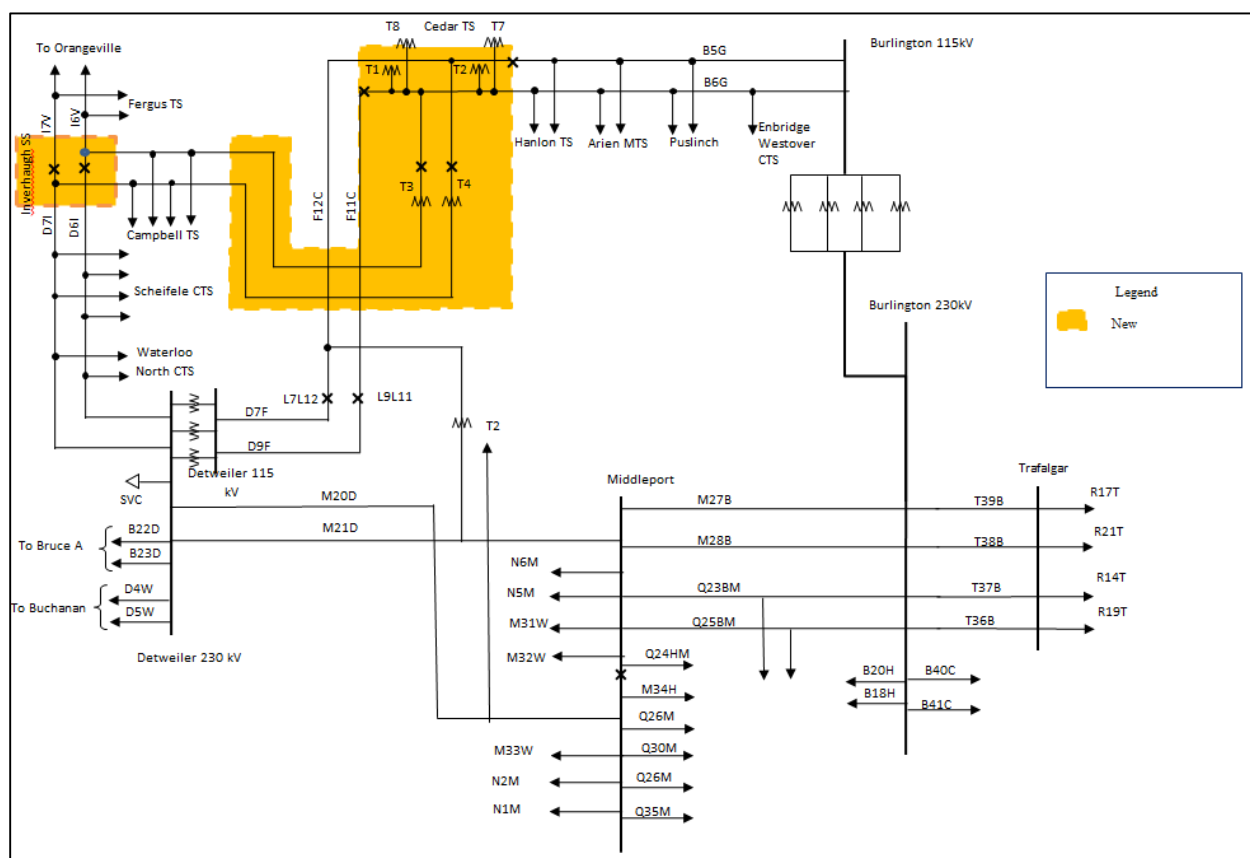 T8
Cedar TS
T7
To Orangeville
Burlington 115kV
B5G
T1
T2
Fergus TS
B6G
I7V
I6V
Hanlon TS
Arien MTS
Puslinch
Enbridge
Westover
CTS
Inverhaugh SS
T3
T4
F12C
F11C
Campbell TS
D7I
D6I
Scheifele CTS
Legend
New
Burlington 230kV
Waterloo
North CTS
L7L12
L9L11
D7F
T2
D9F
Detweiler 115
kV
Middleport
Trafalgar
SVC
M20D
M27B
T39B
R17T
M21D
To Bruce A
B22D
B23D
M28B
T38B
R21T
N6M
To Buchanan
D4W
D5W
N5M
Q23BM
T37B
R14T
M31W
Q25BM
T36B
R19T
Detweiler 230 kV
M32W
Q24HM
B20H
B40C
M34H
B18H
B41C
Q26M
M33W
Q30M
N2M
Q26M
N1M
Q35M